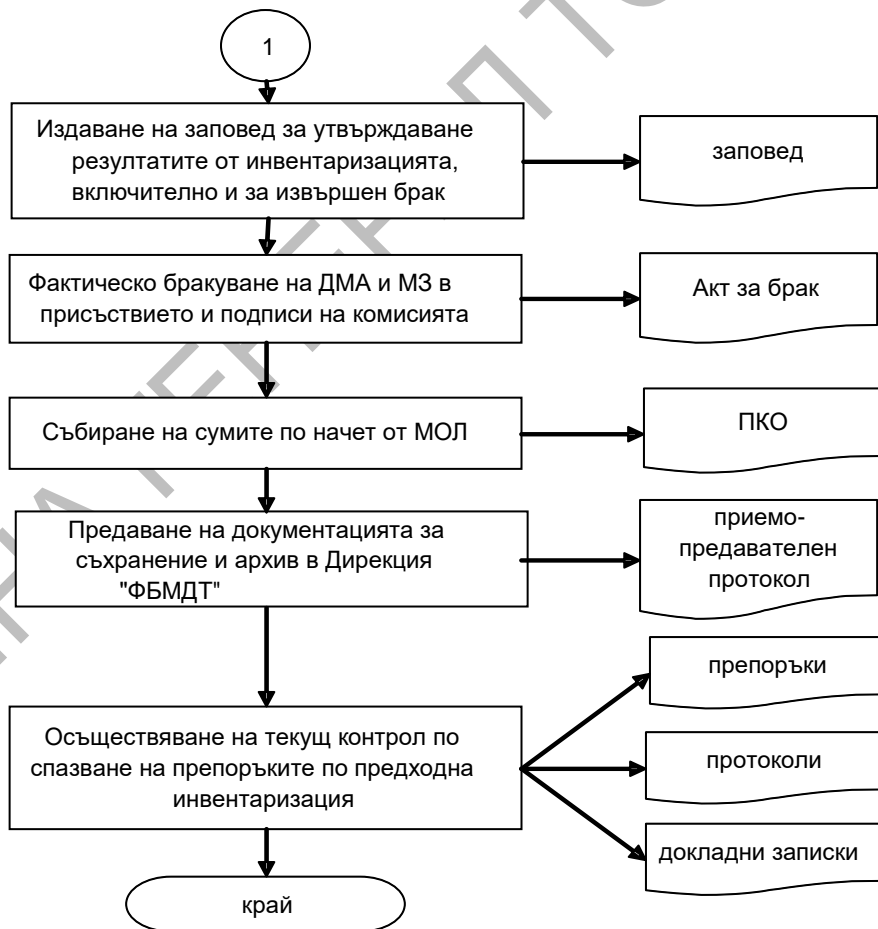 1
Издаване на заповед за утвърждаване
резултатите от инвентаризацията,
включително и за извършен брак
заповед
Фактическо бракуване на ДМА и МЗ в
присъствието и подписи на комисията
Акт за брак
Събиране на сумите по начет от МОЛ
ПКО
Предаване на документацията за
съхранение и архив в Дирекция
"ФБМДТ"
приемо-
предавателен
протокол
Осъществяване на текущ контрол по
спазване на препоръките по предходна
инвентаризация
препоръки
протоколи
докладни записки
край